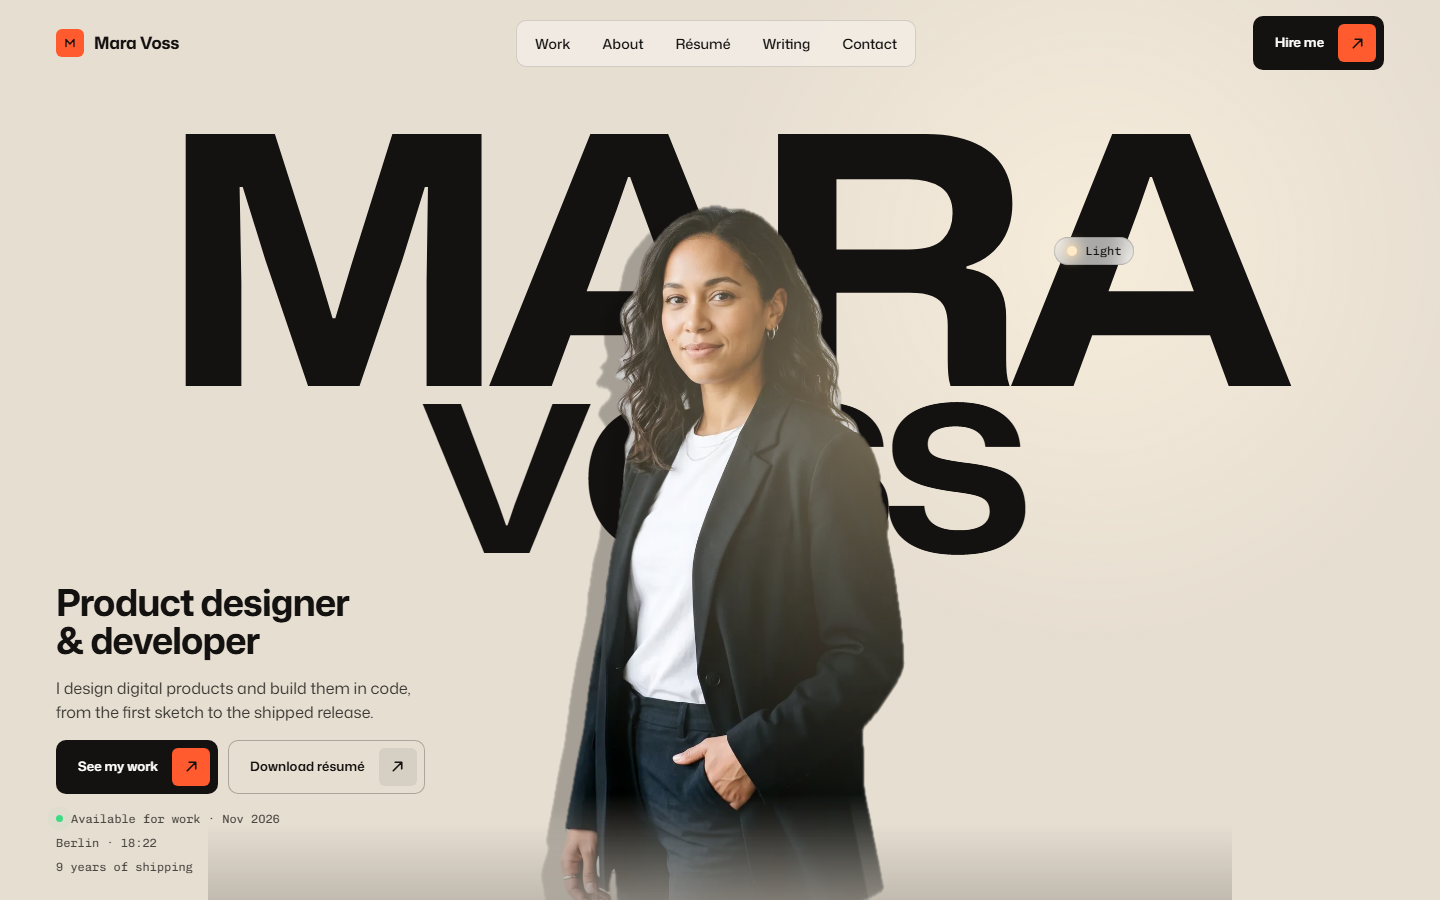 M
Mara Voss
Work
About
Résumé
Writing
Contact
Hire me
MARA
Light
VOSS
Product designer
& developer
I design digital products and build them in code,
from the first sketch to the shipped release.
See my work
Download résumé
Available for work · Nov 2026
Berlin · 18:22
9 years of shipping